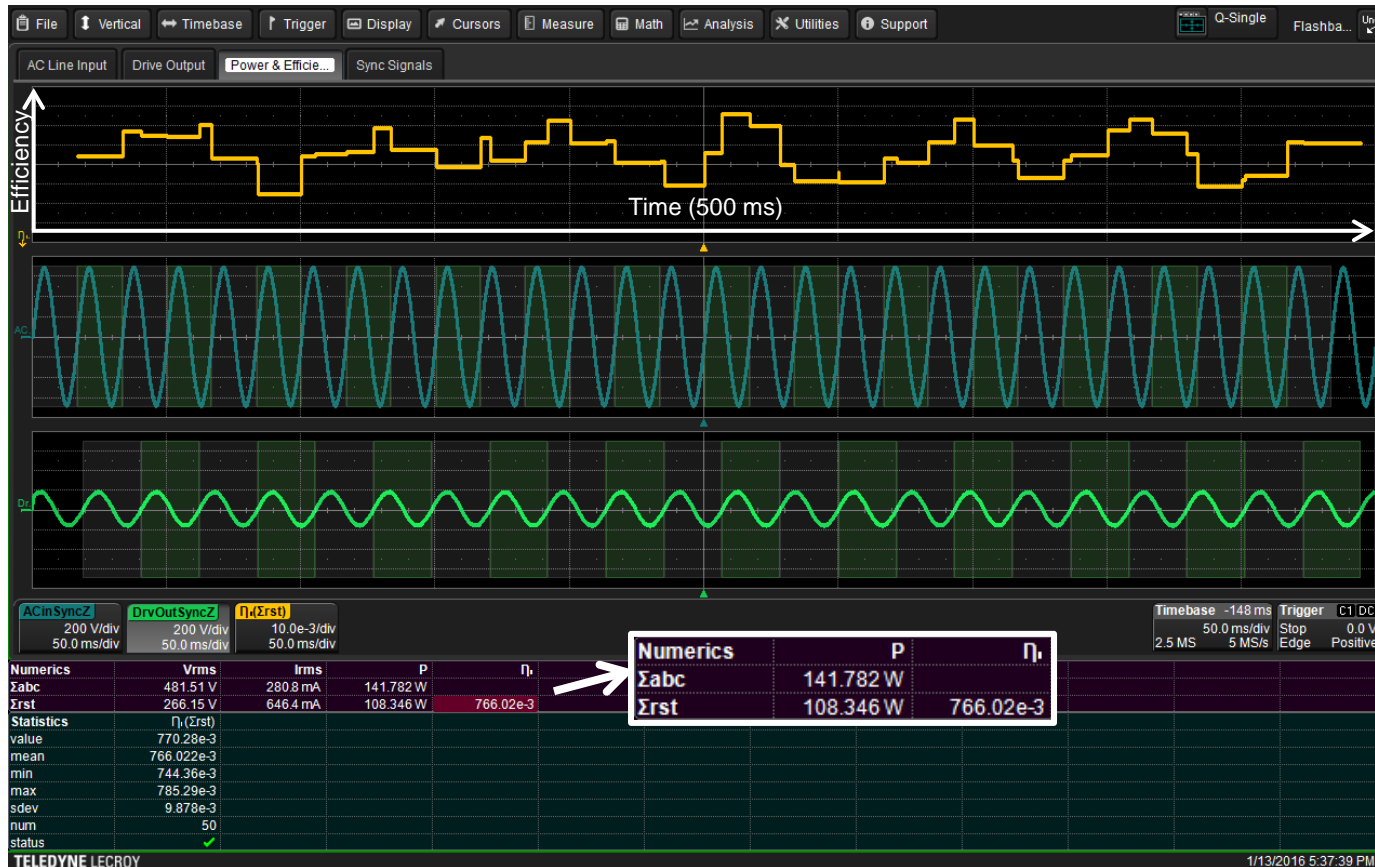 File Vertical Timebase Trigger Display Cursors Measure Math Analysis Utilities Support Q-Single Flashba... Un
AC Line Input Drive Output Power & Efficie... Sync Signals
Efficiency
Time (500 ms)
η
AC
Dr
ACinSyncZ DrvOutSyncZ η(Σrst)
200 V/div 200 V/div 10.0e-3/div
50.0 ms/div 50.0 ms/div 50.0 ms/div
Timebase -148 ms Trigger C1 DC
50.0 ms/div Stop 0.0 V
2.5 MS 5 MS/s Edge Positive
Numerics Vrms Irms P η
Σabc 481.51 V 280.8 mA 141.782 W
Σrst 266.15 V 646.4 mA 108.346 W 766.02e-3
Numerics P η
Σabc 141.782 W
Σrst 108.346 W 766.02e-3
Statistics η(Σrst)
value 770.28e-3
mean 766.022e-3
min 744.36e-3
max 785.29e-3
sdev 9.878e-3
num 50
status
TELEDYNE LECROY 1/13/2016 5:37:39 PM